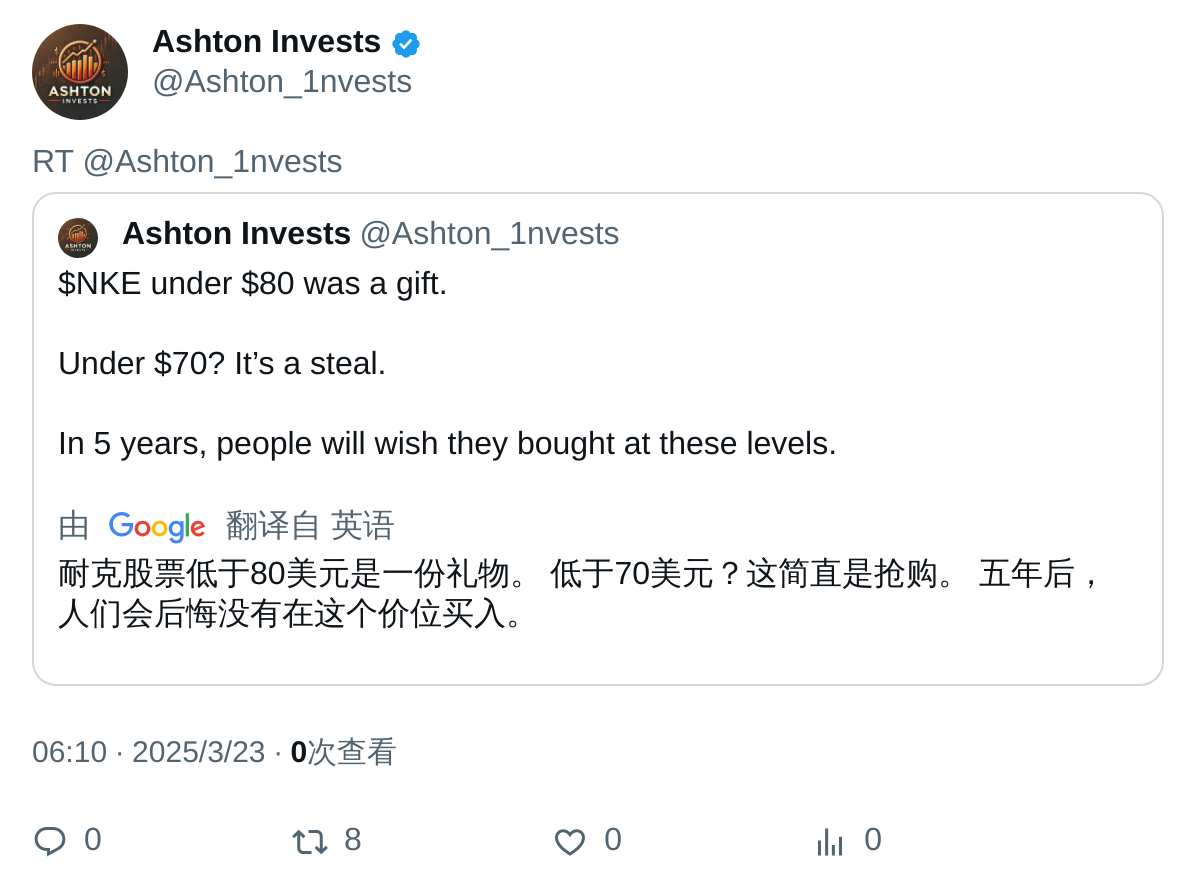 ASHTON
INVESTS
Ashton Invests
@Ashton_1nvests
RT @Ashton_1nvests
ASHTON
INVESTS
Ashton Invests @Ashton_1nvests
$NKE under $80 was a gift.
Under $70? It’s a steal.
In 5 years, people will wish they bought at these levels.
由 Google 翻译自 英语
耐克股票低于80美元是一份礼物。 低于70美元？这简直是抢购。 五年后，
人们会后悔没有在这个价位买入。
06:10 · 2025/3/23 · 0次查看
0 8 0 0